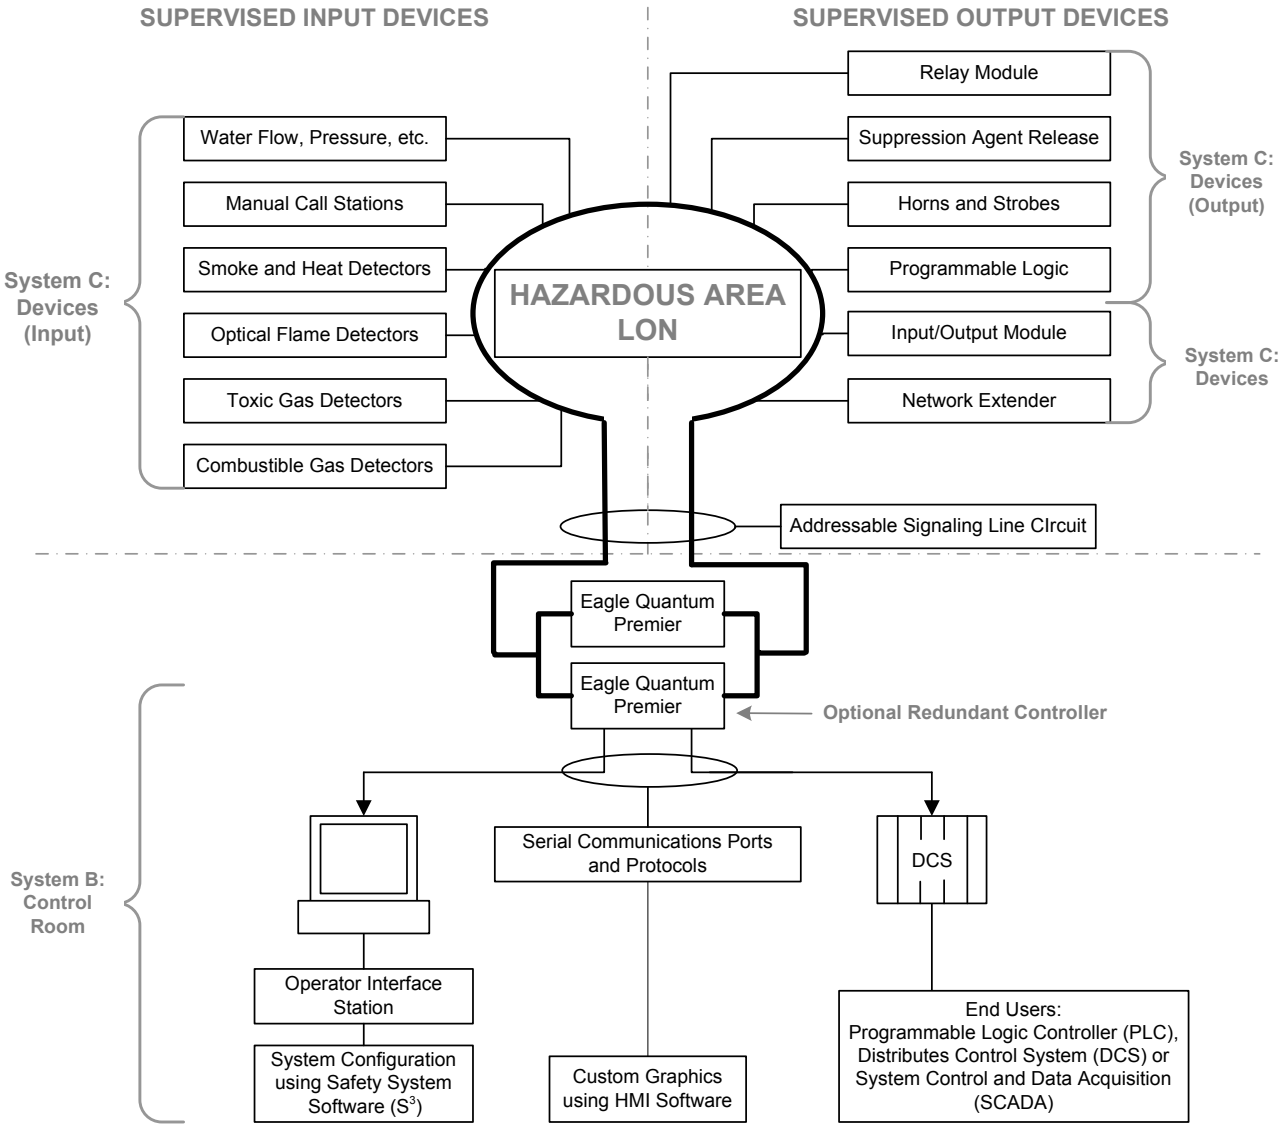 SUPERVISED INPUT DEVICES
SUPERVISED OUTPUT DEVICES
Water Flow, Pressure, etc.
Manual Call Stations
Smoke and Heat Detectors
Optical Flame Detectors
Toxic Gas Detectors
Combustible Gas Detectors
System C:
Devices
(Input)
HAZARDOUS AREA
LON
Relay Module
Suppression Agent Release
Horns and Strobes
Programmable Logic
Input/Output Module
Network Extender
System C:
Devices
(Output)
System C:
Devices
Addressable Signaling Line CIrcuit
Eagle Quantum
Premier
Eagle Quantum
Premier
Optional Redundant Controller
System B:
Control
Room
Serial Communications Ports
and Protocols
DCS
Operator Interface
Station
System Configuration
using Safety System
Software (S³)
Custom Graphics
using HMI Software
End Users:
Programmable Logic Controller (PLC),
Distributes Control System (DCS) or
System Control and Data Acquisition
(SCADA)